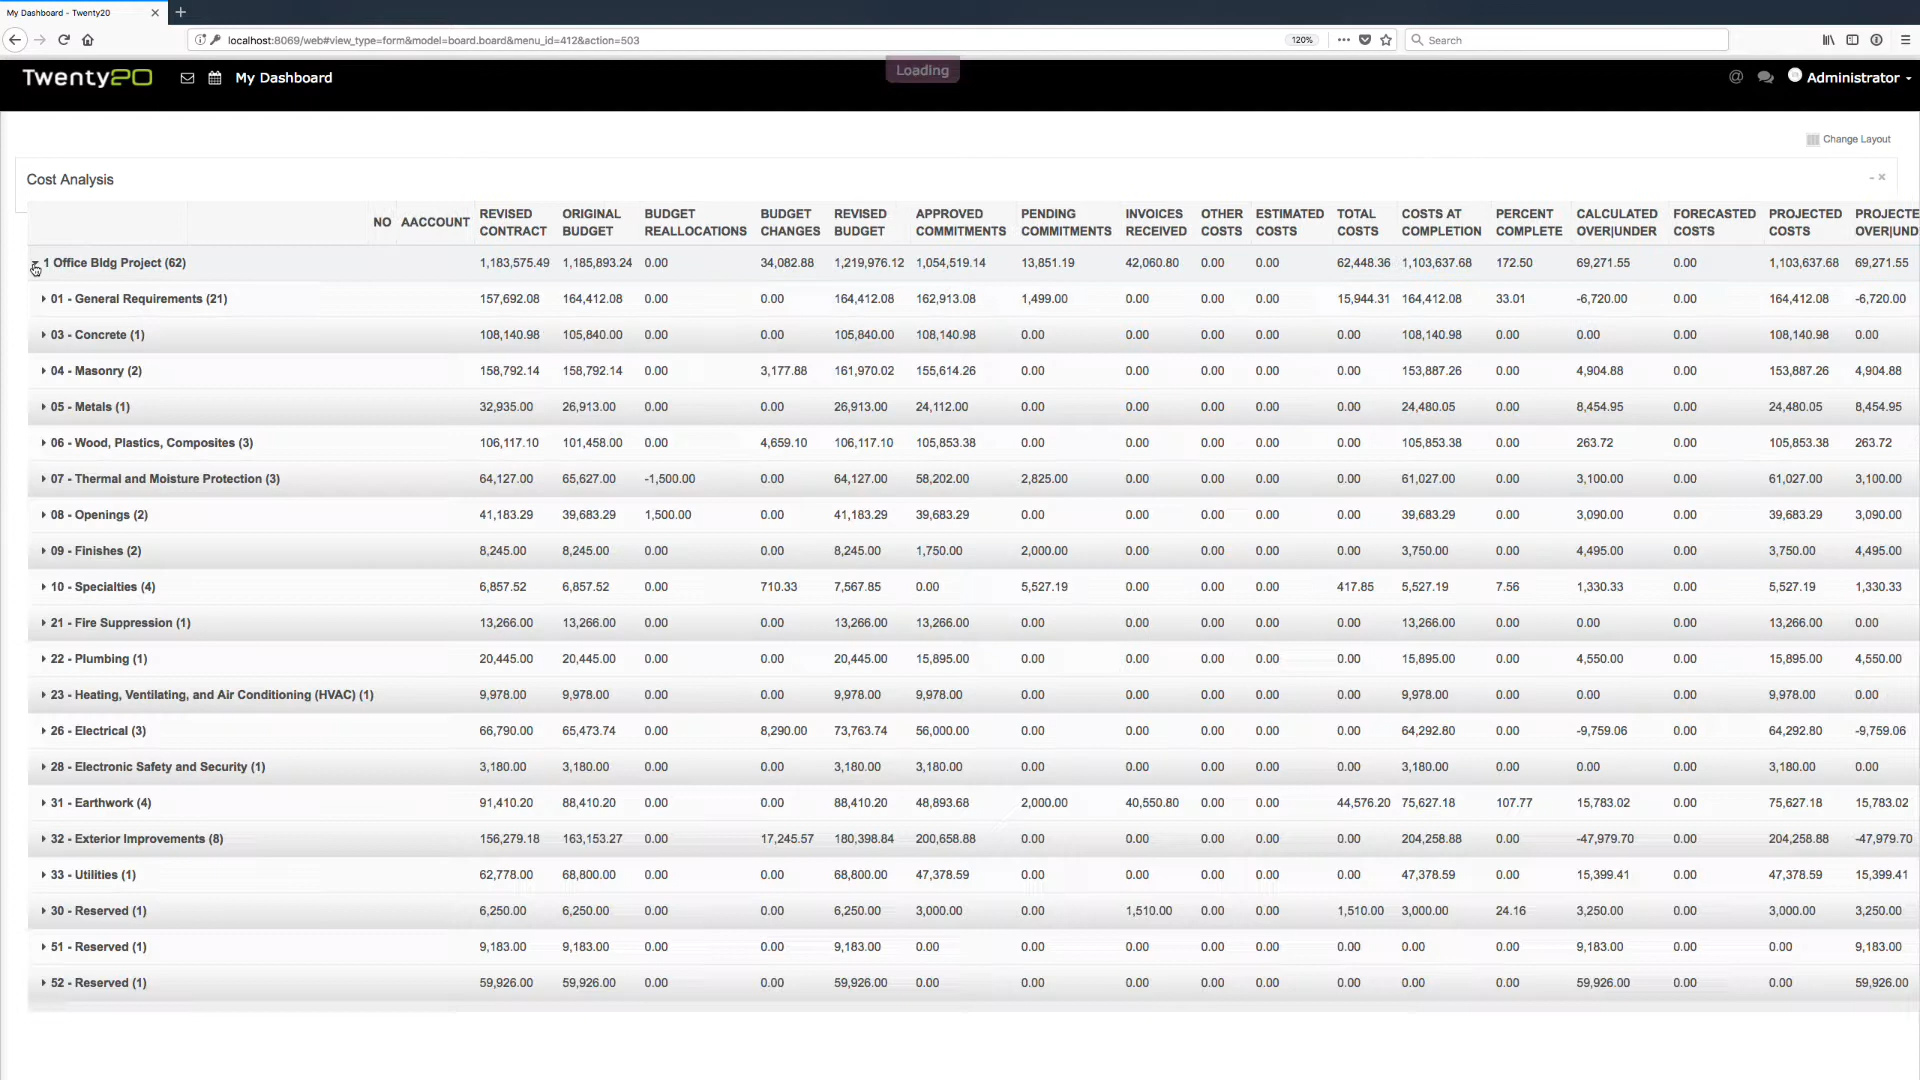 My Dashboard - Twenty20
localhost:8069/web#view_type=form&model=board.board&menu_id=412&action=503
120%
Search
Twenty20
My Dashboard
Loading
Administrator
Change Layout
Cost Analysis
NO AACCOUNT REVISED CONTRACT ORIGINAL BUDGET BUDGET REALLOCATIONS BUDGET CHANGES REVISED BUDGET APPROVED COMMITMENTS PENDING COMMITMENTS INVOICES RECEIVED OTHER COSTS ESTIMATED COSTS TOTAL COSTS COSTS AT COMPLETION PERCENT COMPLETE CALCULATED OVER|UNDER FORECASTED COSTS PROJECTED COSTS PROJECTE OVER|UND
1 Office Bldg Project (62) 1,183,575.49 1,185,893.24 0.00 34,082.88 1,219,976.12 1,054,519.14 13,851.19 42,060.80 0.00 0.00 62,448.36 1,103,637.68 172.50 69,271.55 0.00 1,103,637.68 69,271.55
01 - General Requirements (21) 157,692.08 164,412.08 0.00 0.00 164,412.08 162,913.08 1,499.00 0.00 0.00 0.00 15,944.31 164,412.08 33.01 -6,720.00 0.00 164,412.08 -6,720.00
03 - Concrete (1) 108,140.98 105,840.00 0.00 0.00 105,840.00 108,140.98 0.00 0.00 0.00 0.00 0.00 108,140.98 0.00 0.00 0.00 108,140.98 0.00
04 - Masonry (2) 158,792.14 158,792.14 0.00 3,177.88 161,970.02 155,614.26 0.00 0.00 0.00 0.00 0.00 153,887.26 0.00 4,904.88 0.00 153,887.26 4,904.88
05 - Metals (1) 32,935.00 26,913.00 0.00 0.00 26,913.00 24,112.00 0.00 0.00 0.00 0.00 0.00 24,480.05 0.00 8,454.95 0.00 24,480.05 8,454.95
06 - Wood, Plastics, Composites (3) 106,117.10 101,458.00 0.00 4,659.10 106,117.10 105,853.38 0.00 0.00 0.00 0.00 0.00 105,853.38 0.00 263.72 0.00 105,853.38 263.72
07 - Thermal and Moisture Protection (3) 64,127.00 65,627.00 -1,500.00 0.00 64,127.00 58,202.00 2,825.00 0.00 0.00 0.00 0.00 61,027.00 0.00 3,100.00 0.00 61,027.00 3,100.00
08 - Openings (2) 41,183.29 39,683.29 1,500.00 0.00 41,183.29 39,683.29 0.00 0.00 0.00 0.00 0.00 39,683.29 0.00 3,090.00 0.00 39,683.29 3,090.00
09 - Finishes (2) 8,245.00 8,245.00 0.00 0.00 8,245.00 1,750.00 2,000.00 0.00 0.00 0.00 0.00 3,750.00 0.00 4,495.00 0.00 3,750.00 4,495.00
10 - Specialties (4) 6,857.52 6,857.52 0.00 710.33 7,567.85 0.00 5,527.19 0.00 0.00 0.00 417.85 5,527.19 7.56 1,330.33 0.00 5,527.19 1,330.33
21 - Fire Suppression (1) 13,266.00 13,266.00 0.00 0.00 13,266.00 13,266.00 0.00 0.00 0.00 0.00 0.00 13,266.00 0.00 0.00 0.00 13,266.00 0.00
22 - Plumbing (1) 20,445.00 20,445.00 0.00 0.00 20,445.00 15,895.00 0.00 0.00 0.00 0.00 0.00 15,895.00 0.00 4,550.00 0.00 15,895.00 4,550.00
23 - Heating, Ventilating, and Air Conditioning (HVAC) (1) 9,978.00 9,978.00 0.00 0.00 9,978.00 9,978.00 0.00 0.00 0.00 0.00 0.00 9,978.00 0.00 0.00 0.00 9,978.00 0.00
26 - Electrical (3) 66,790.00 65,473.74 0.00 8,290.00 73,763.74 56,000.00 0.00 0.00 0.00 0.00 0.00 64,292.80 0.00 -9,759.06 0.00 64,292.80 -9,759.06
28 - Electronic Safety and Security (1) 3,180.00 3,180.00 0.00 0.00 3,180.00 3,180.00 0.00 0.00 0.00 0.00 0.00 3,180.00 0.00 0.00 0.00 3,180.00 0.00
31 - Earthwork (4) 91,410.20 88,410.20 0.00 0.00 88,410.20 48,893.68 2,000.00 40,550.80 0.00 0.00 44,576.20 75,627.18 107.77 15,783.02 0.00 75,627.18 15,783.02
32 - Exterior Improvements (8) 156,279.18 163,153.27 0.00 17,245.57 180,398.84 200,658.88 0.00 0.00 0.00 0.00 0.00 204,258.88 0.00 -47,979.70 0.00 204,258.88 -47,979.70
33 - Utilities (1) 62,778.00 68,800.00 0.00 0.00 68,800.00 47,378.59 0.00 0.00 0.00 0.00 0.00 47,378.59 0.00 15,399.41 0.00 47,378.59 15,399.41
30 - Reserved (1) 6,250.00 6,250.00 0.00 0.00 6,250.00 3,000.00 0.00 1,510.00 0.00 0.00 1,510.00 3,000.00 24.16 3,250.00 0.00 3,000.00 3,250.00
51 - Reserved (1) 9,183.00 9,183.00 0.00 0.00 9,183.00 0.00 0.00 0.00 0.00 0.00 0.00 0.00 0.00 9,183.00 0.00 0.00 9,183.00
52 - Reserved (1) 59,926.00 59,926.00 0.00 0.00 59,926.00 0.00 0.00 0.00 0.00 0.00 0.00 0.00 0.00 59,926.00 0.00 0.00 59,926.00